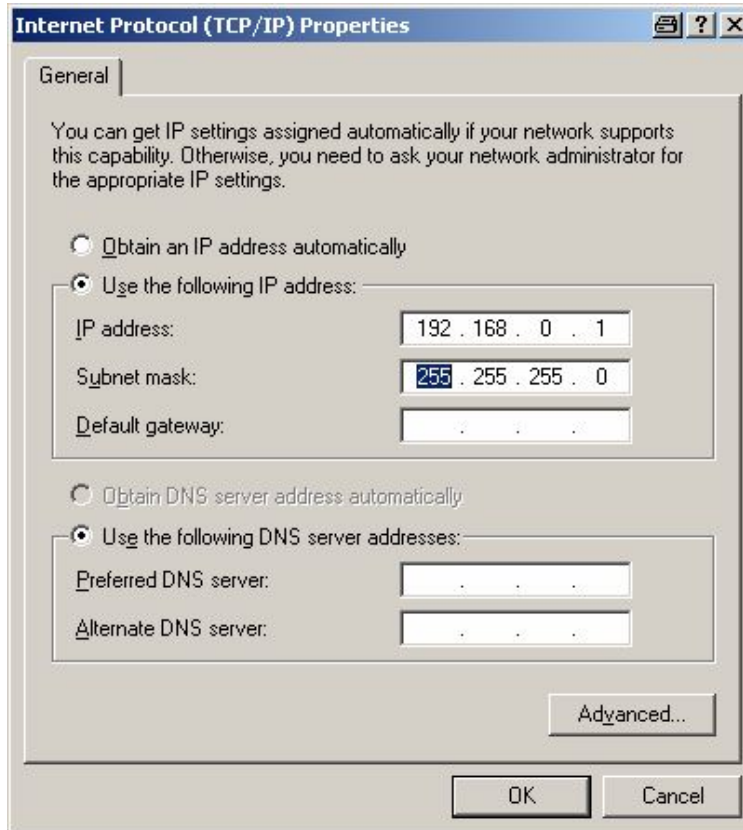 Internet Protocol (TCP/IP) Properties
General
You can get IP settings assigned automatically if your network supports
this capability. Otherwise, you need to ask your network administrator for
the appropriate IP settings.
Obtain an IP address automatically
Use the following IP address:
IP address: 192 . 168 . 0 . 1
Subnet mask: 255 . 255 . 255 . 0
Default gateway: . . .
Obtain DNS server address automatically
Use the following DNS server addresses:
Preferred DNS server: . . .
Alternate DNS server: . . .
Advanced...
OK Cancel